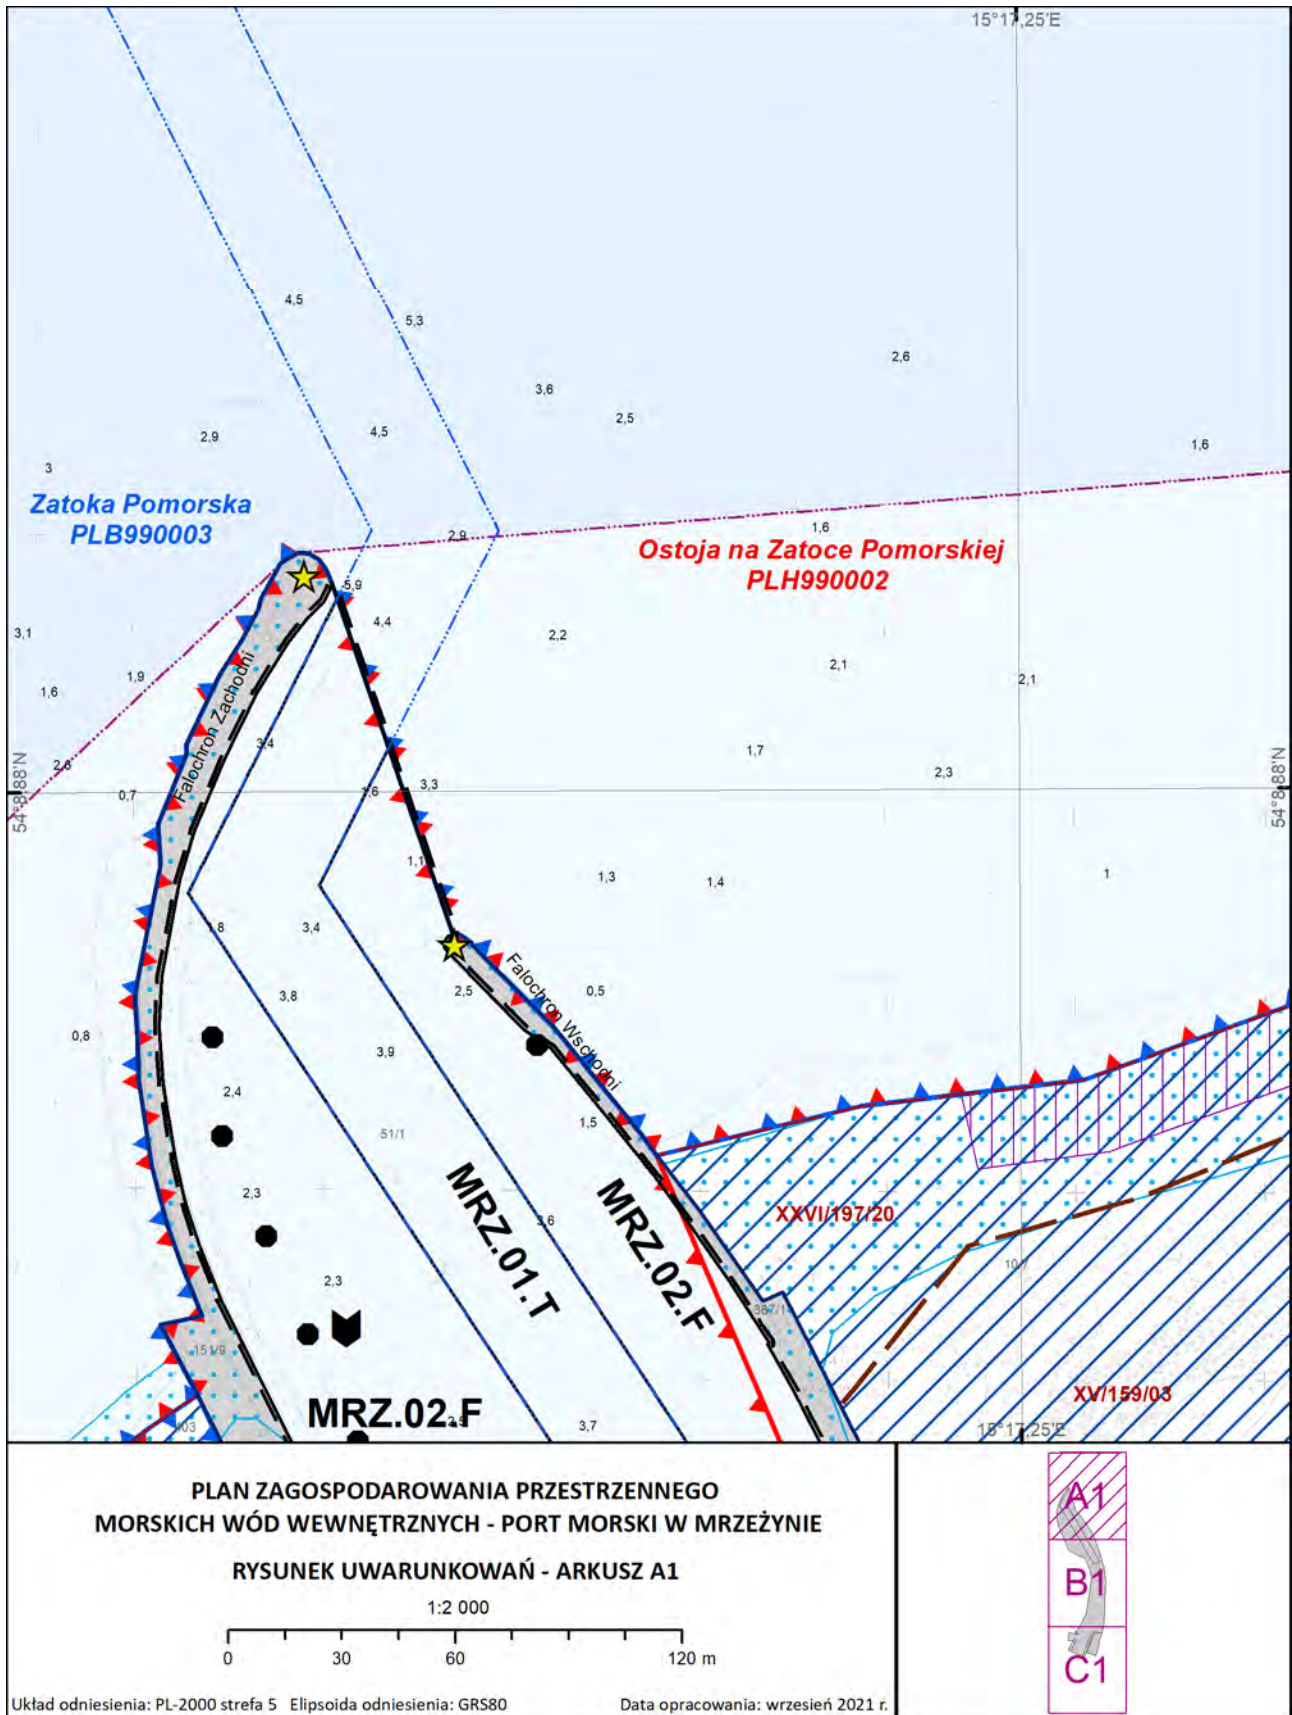 15°17,25'E
4,5
5,3
2,6
3,6
2,5
4,5
2,9
1,6
3
Zatoka Pomorska
PLB990003
1,6
2,9
Ostoja na Zatoce Pomorskiej
PLH990002
5,9
4,4
3,1
2,2
1,9
2,1
2,1
1,6
Falochron Zachodni
3,4
1,7
2,6
2,3
3,3
0,7
54°8,88'N
54°8,88'N
1,1
1,3
1,4
1
3,4
3,8
2,5
0,5
Falochron Wschodni
0,8
3,9
2,4
51/1
1,5
2,3
MRZ.01.T
MRZ.02.F
3,6
XXVI/197/20
10,7
2,3
387/1
151/9
XV/159/03
MRZ.02.F
3,7
15°17,25'E
PLAN ZAGOSPODAROWANIA PRZESTRZENNEGO
MORSKICH WÓD WEWNĘTRZNYCH - PORT MORSKI W MRZEŻYNIE
RYSUNEK UWARUNKOWAŃ - ARKUSZ A1
1:2 000
0 30 60 120 m
Układ odniesienia: PL-2000 strefa 5 Elipsoida odniesienia: GRS80 Data opracowania: wrzesień 2021 r.
A1
B1
C1